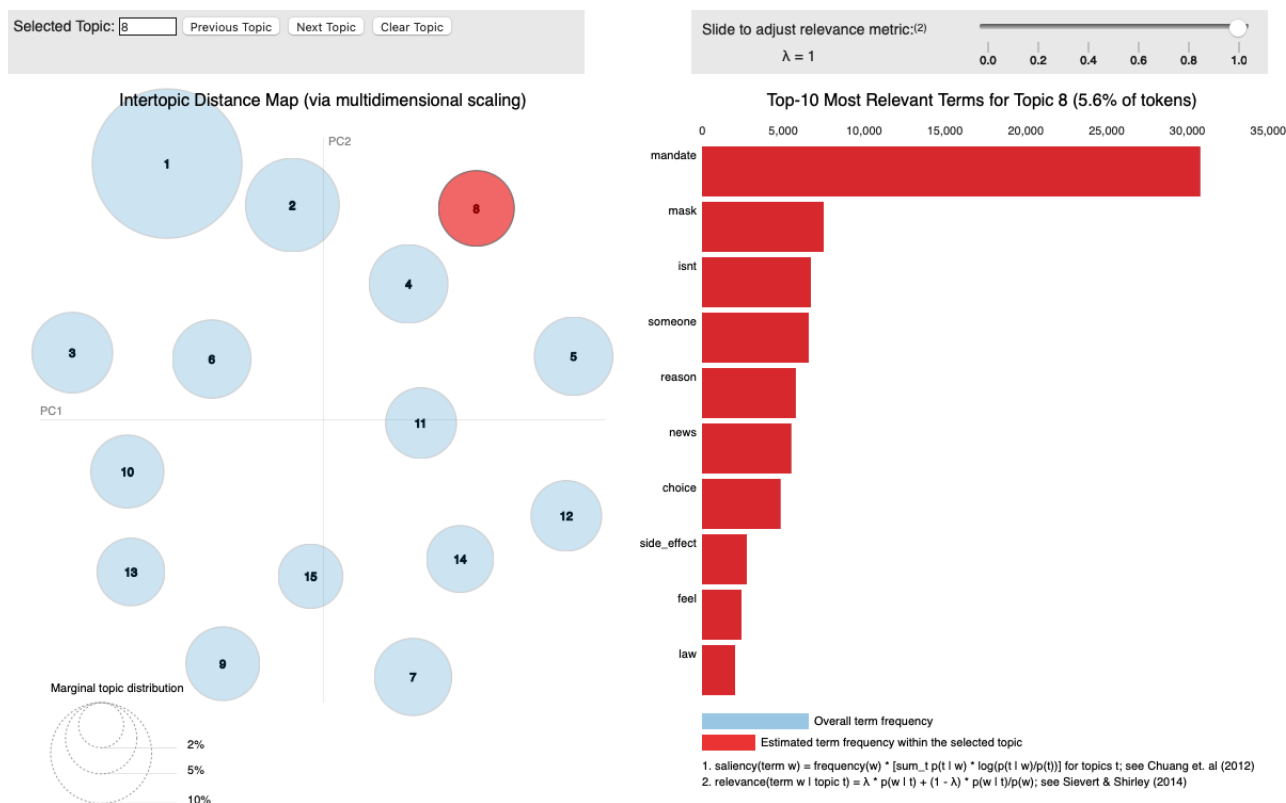 Selected Topic: 8 Previous Topic Next Topic Clear Topic
Slide to adjust relevance metric:(2)
λ = 1
0.0 0.2 0.4 0.6 0.8 1.0
Intertopic Distance Map (via multidimensional scaling)
PC2
PC1
1
2
8
4
3
6
5
11
10
12
13
15
14
9
7
Marginal topic distribution
2%
5%
10%
Top-10 Most Relevant Terms for Topic 8 (5.6% of tokens)
0 5,000 10,000 15,000 20,000 25,000 30,000 35,000
mandate
mask
isnt
someone
reason
news
choice
side_effect
feel
law
Overall term frequency
Estimated term frequency within the selected topic
1. saliency(term w) = frequency(w) * [sum_t p(t | w) * log(p(t | w)/p(t))] for topics t; see Chuang et. al (2012)
2. relevance(term w | topic t) = λ * p(w | t) + (1 - λ) * p(w | t)/p(w); see Sievert & Shirley (2014)